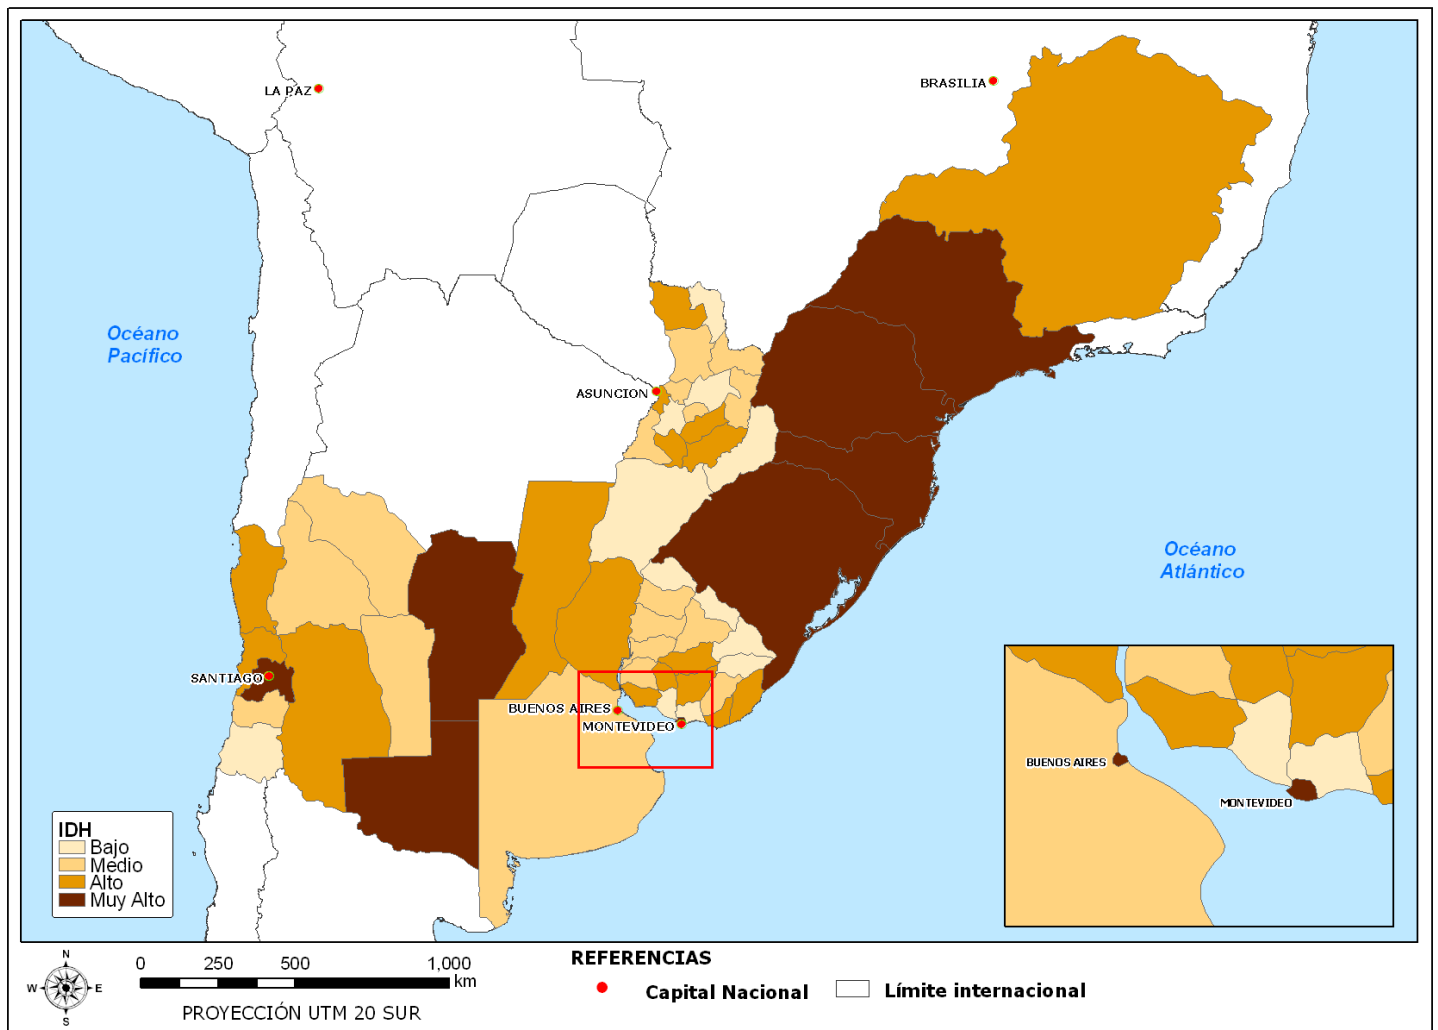 LA PAZ
BRASILIA
Océano
Pacífico
ASUNCION
Océano
Atlántico
SANTIAGO
BUENOS AIRES
MONTEVIDEO
BUENOS AIRES
MONTEVIDEO
IDH
Bajo
Medio
Alto
Muy Alto
N
W
E
S
0 250 500 1,000
km
PROYECCIÓN UTM 20 SUR
REFERENCIAS
Capital Nacional
Límite internacional